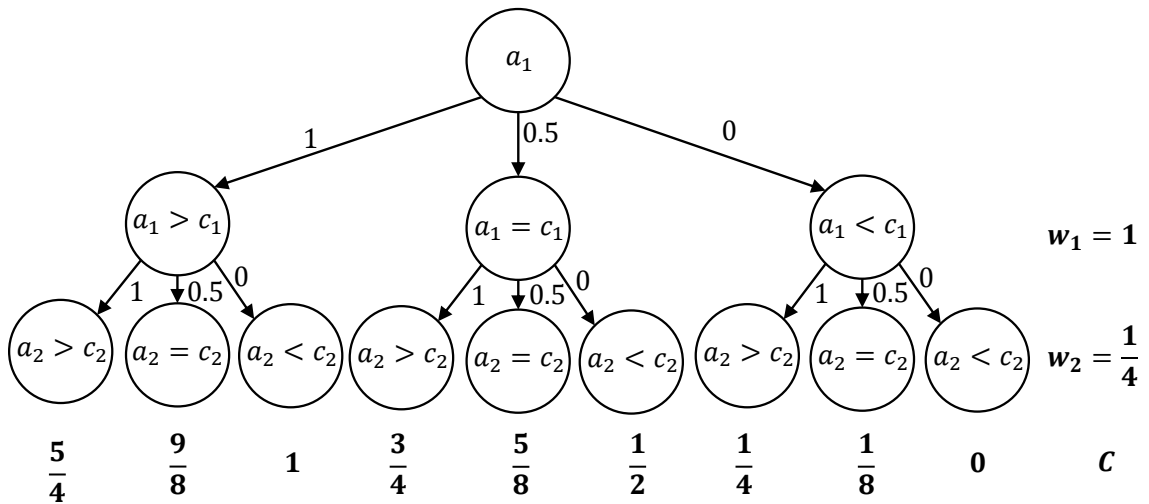 a₁
1 0.5 0
a₁ > c₁ a₁ = c₁ a₁ < c₁ w₁ = 1
1 0.5 0 1 0.5 0 1 0.5 0
a₂ > c₂ a₂ = c₂ a₂ < c₂ a₂ > c₂ a₂ = c₂ a₂ < c₂ a₂ > c₂ a₂ = c₂ a₂ < c₂ w₂ = 1/4
5/4 9/8 1 3/4 5/8 1/2 1/4 1/8 0 C